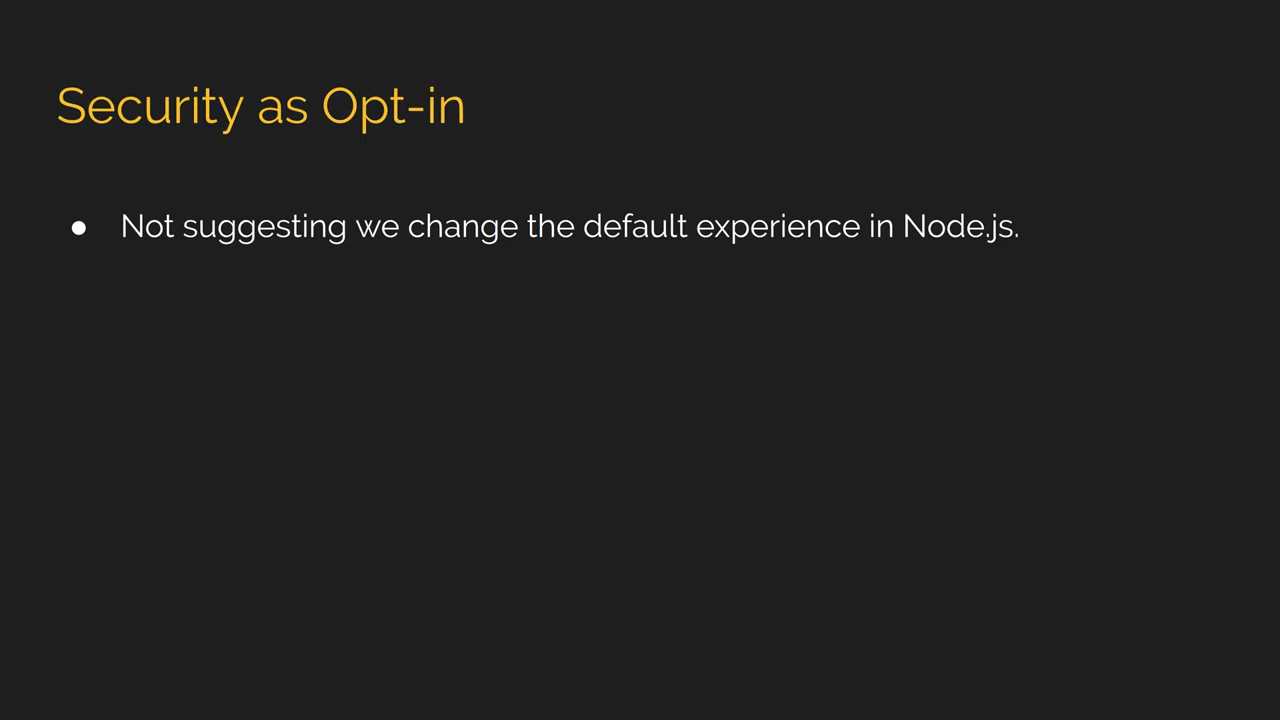 Security as Opt-in
● Not suggesting we change the default experience in Node.js.